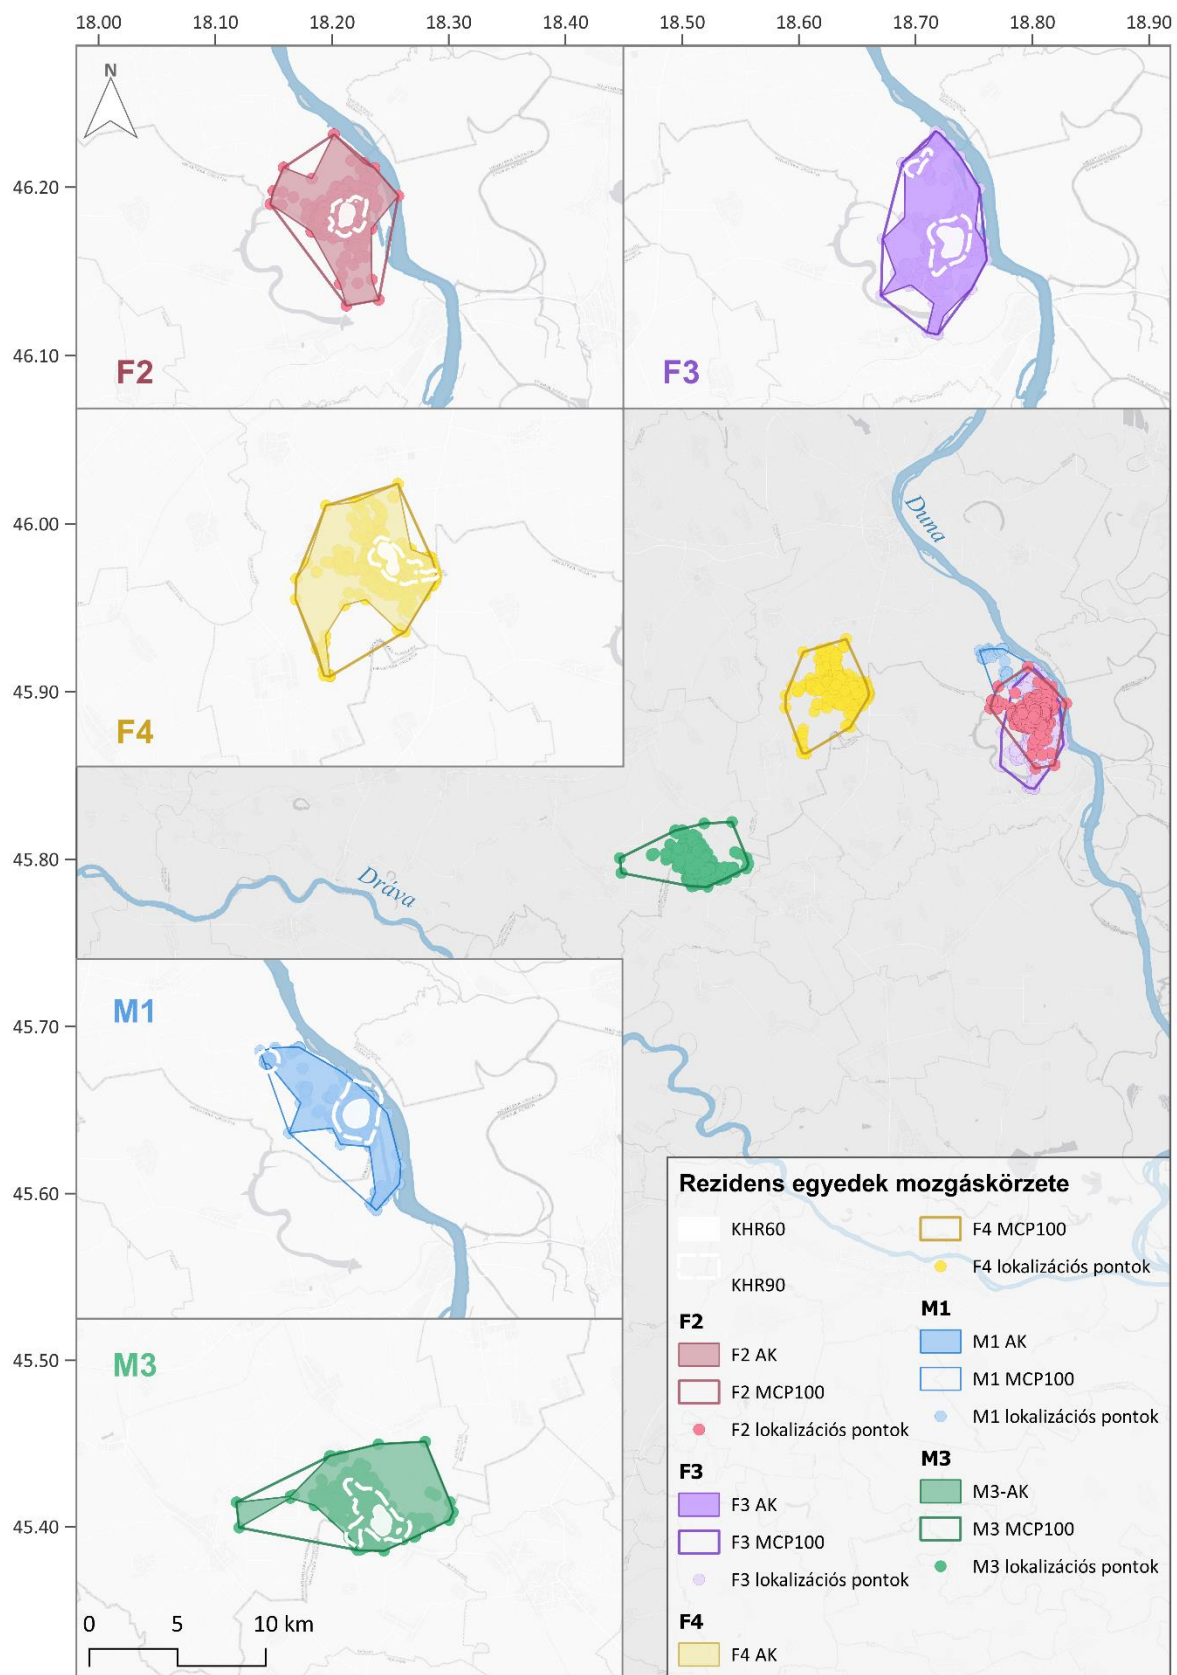 18.00 18.10 18.20 18.30 18.40 18.50 18.60 18.70 18.80 18.90
N
46.20
46.10
F2
F3
46.00
45.90
F4
Duna
45.80
Dráva
45.70
M1
45.60
45.50
M3
45.40
0 5 10 km
Rezidens egyedek mozgáskörzete
KHR60
KHR90
F2
F2 AK
F2 MCP100
F2 lokalizációs pontok
F3
F3 AK
F3 MCP100
F3 lokalizációs pontok
F4
F4 AK
F4 MCP100
F4 lokalizációs pontok
M1
M1 AK
M1 MCP100
M1 lokalizációs pontok
M3
M3-AK
M3 MCP100
M3 lokalizációs pontok